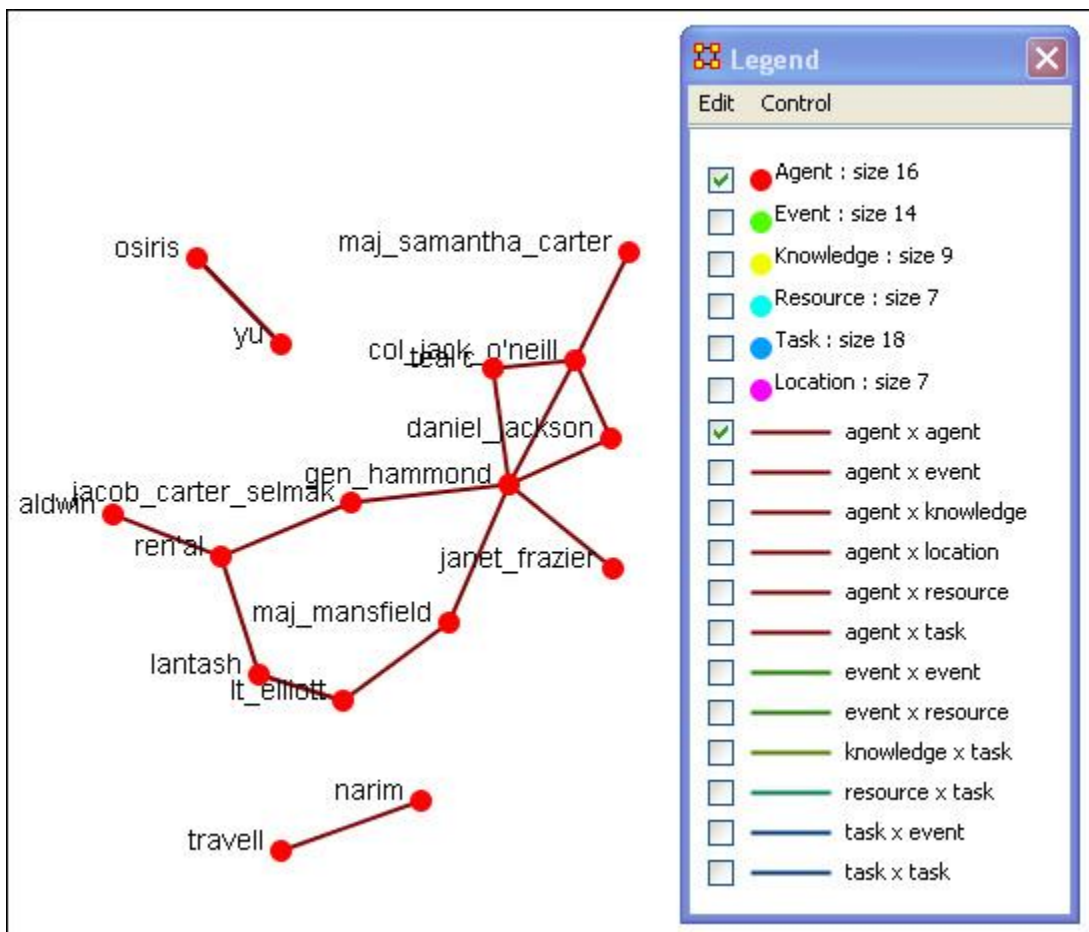 Legend
Edit Control
Agent : size 16
Event : size 14
Knowledge : size 9
Resource : size 7
Task : size 18
Location : size 7
agent x agent
agent x event
agent x knowledge
agent x location
agent x resource
agent x task
event x event
event x resource
knowledge x task
resource x task
task x event
task x task
osiris
maj_samantha_carter
yu
col_jack_o'neill
daniel_jackson
gen_hammond
jacob_carter_selmak
aldwin
ren'al
janet_frazier
maj_mansfield
lantash
lt_elliott
narim
travell